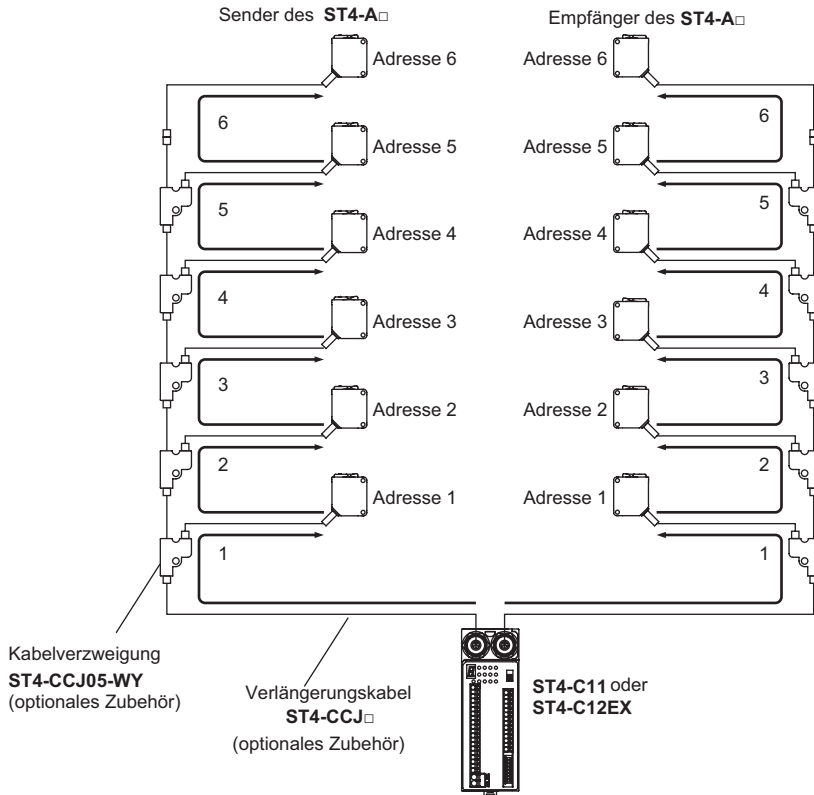 Sender des ST4-A□
Empfänger des ST4-A□
Adresse 6
Adresse 6
6
6
Adresse 5
Adresse 5
5
5
Adresse 4
Adresse 4
4
4
Adresse 3
Adresse 3
3
3
Adresse 2
Adresse 2
2
2
Adresse 1
Adresse 1
1
1
Kabelverzweigung
ST4-CCJ05-WY
(optionales Zubehör)
Verlängerungskabel
ST4-CCJ□
(optionales Zubehör)
ST4-C11 oder
ST4-C12EX